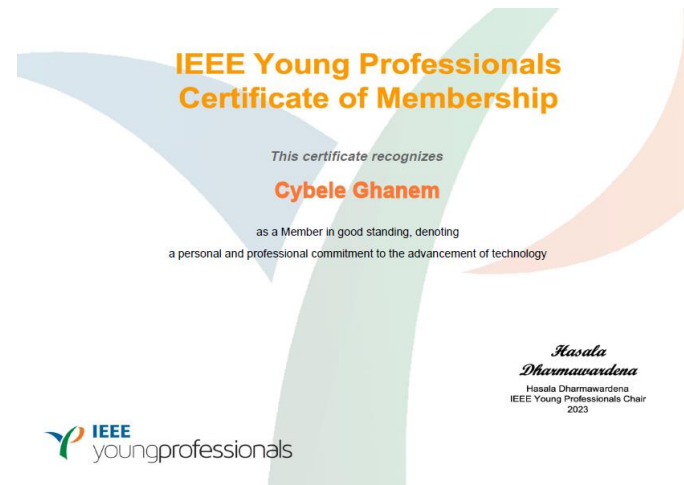 IEEE Young Professionals
Certificate of Membership
This certificate recognizes
Cybele Ghanem
as a Member in good standing, denoting
a personal and professional commitment to the advancement of technology
Hasala
Dharmawardena
Hasala Dharmawardena
IEEE Young Professionals Chair
2023
IEEE
youngprofessionals